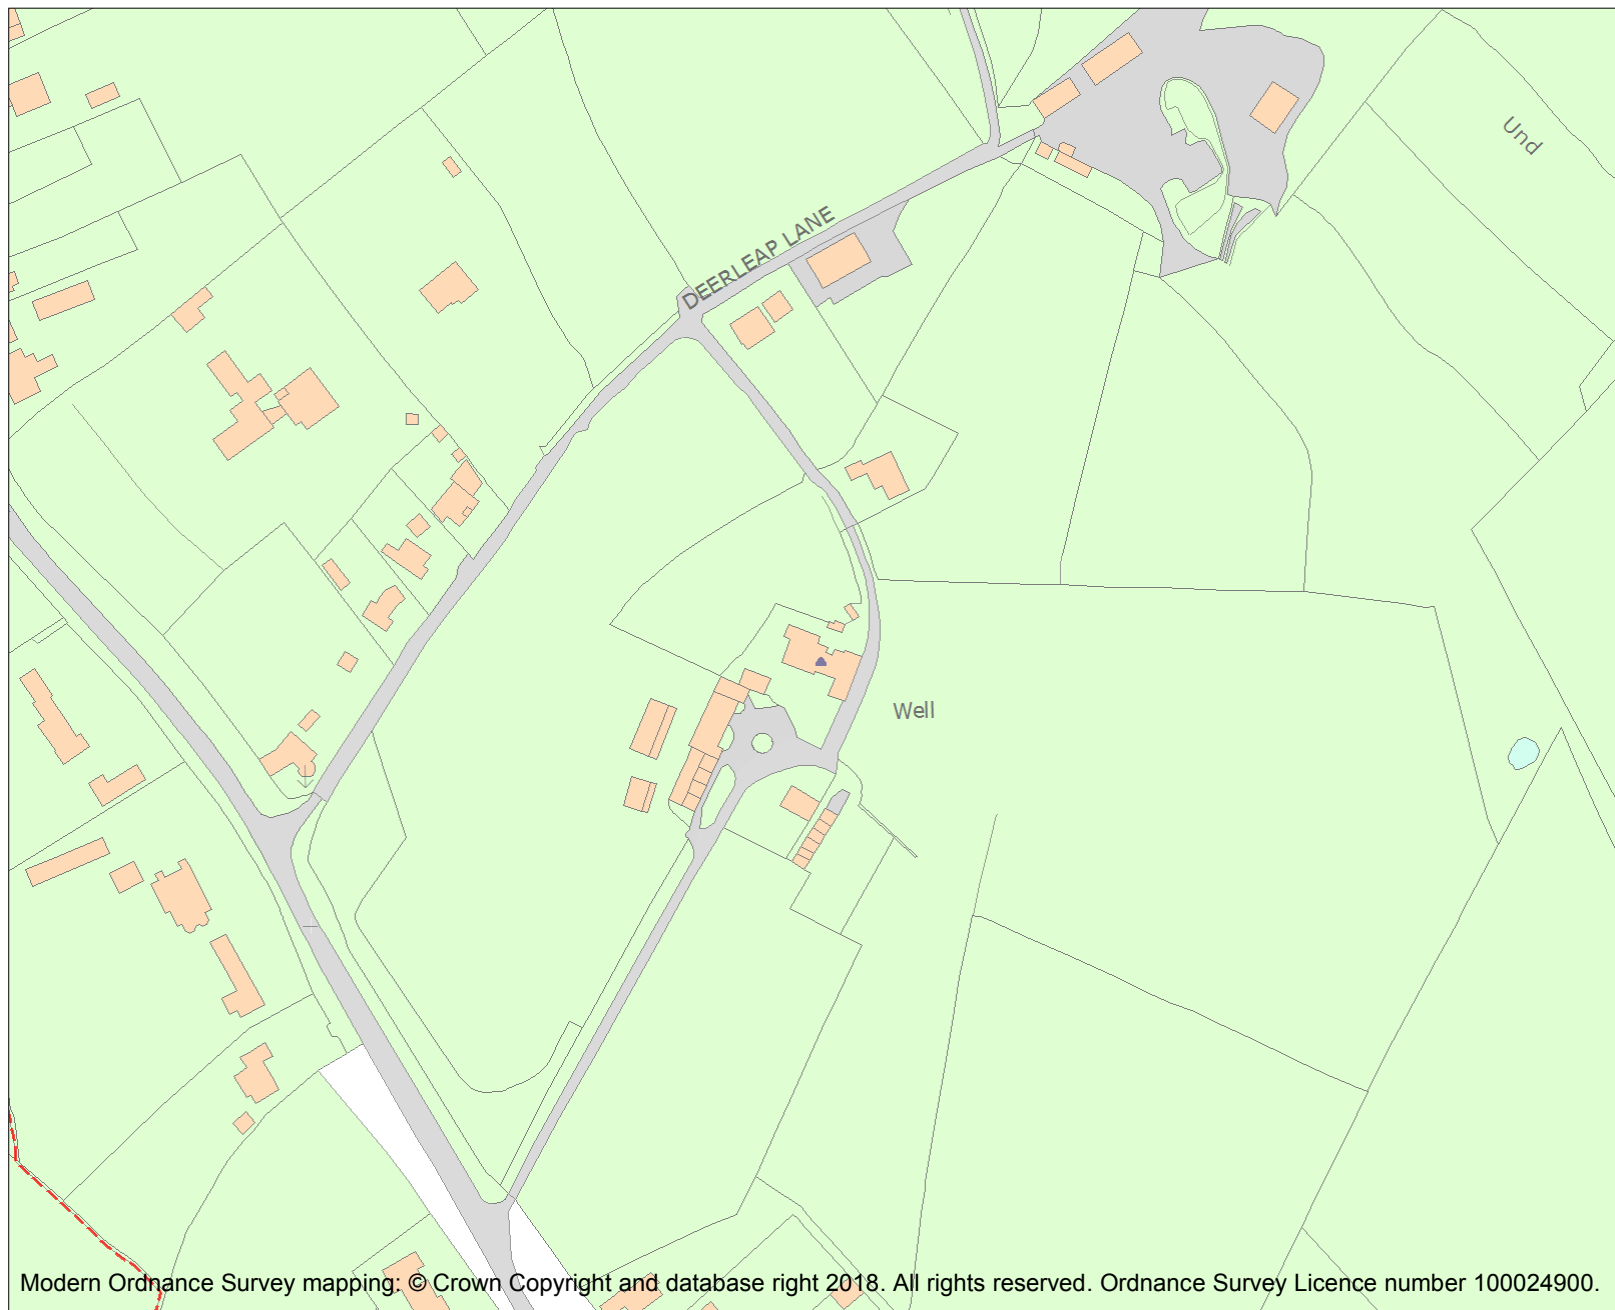 Und
DEERLEAP LANE
Well
Modern Ordnance Survey mapping: © Crown Copyright and database right 2018. All rights reserved. Ordnance Survey Licence number 100024900.